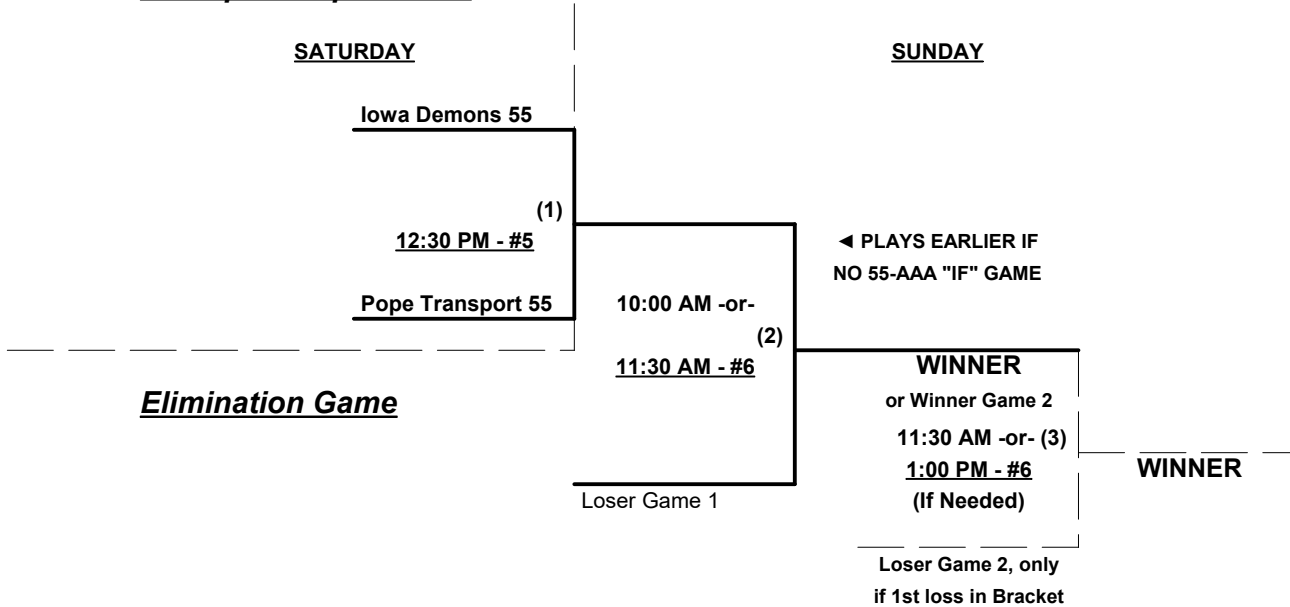 SATURDAY
SUNDAY
Iowa Demons 55
(1)
12:30 PM - #5
◄ PLAYS EARLIER IF
NO 55-AAA "IF" GAME
Pope Transport 55
10:00 AM -or-
(2)
11:30 AM - #6
WINNER
Elimination Game
or Winner Game 2
11:30 AM -or- (3)
1:00 PM - #6
WINNER
Loser Game 1
(If Needed)
Loser Game 2, only
if 1st loss in Bracket